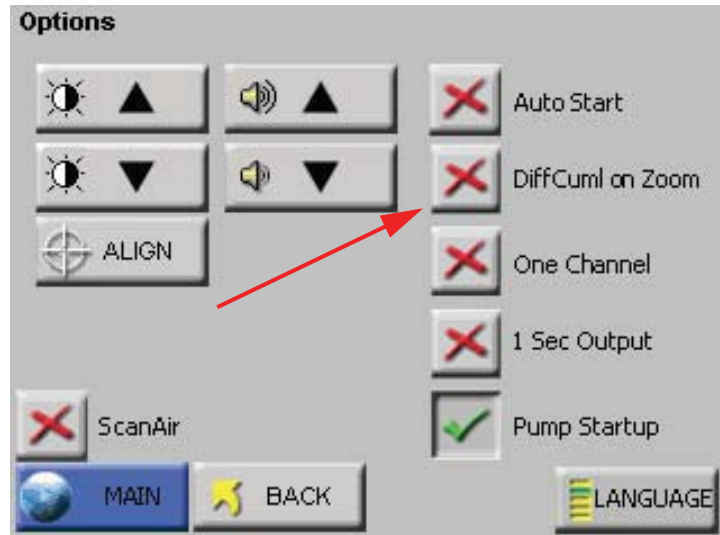 Options
Auto Start
DiffCuml on Zoom
ALIGN
One Channel
1 Sec Output
ScanAir
Pump Startup
MAIN
BACK
LANGUAGE